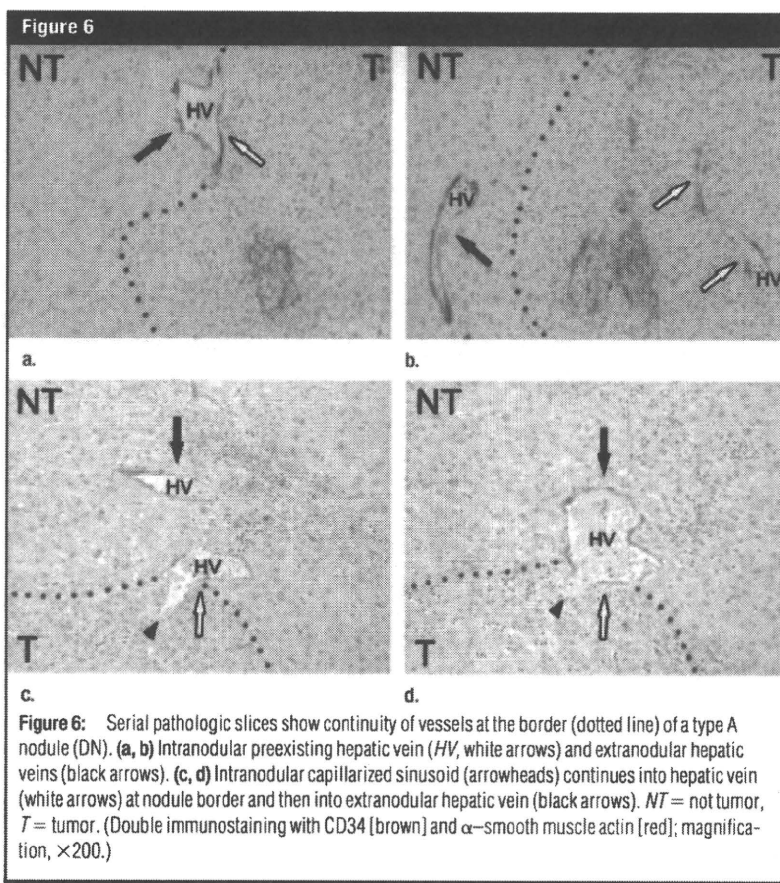 Figure 6
NT T
HV
NT T
HV
HV
a. b.
NT
HV
HV
T
NT
HV
T
c. d.
Figure 6: Serial pathologic slices show continuity of vessels at the border (dotted line) of a type A
nodule (DN). (a, b) Intranodular preexisting hepatic vein (HV, white arrows) and extranodular hepatic
veins (black arrows). (c, d) Intranodular capillarized sinusoid (arrowheads) continues into hepatic vein
(white arrows) at nodule border and then into extranodular hepatic vein (black arrows). NT = not tumor,
T = tumor. (Double immunostaining with CD34 [brown] and α–smooth muscle actin [red]; magnifica-
tion, ×200.)